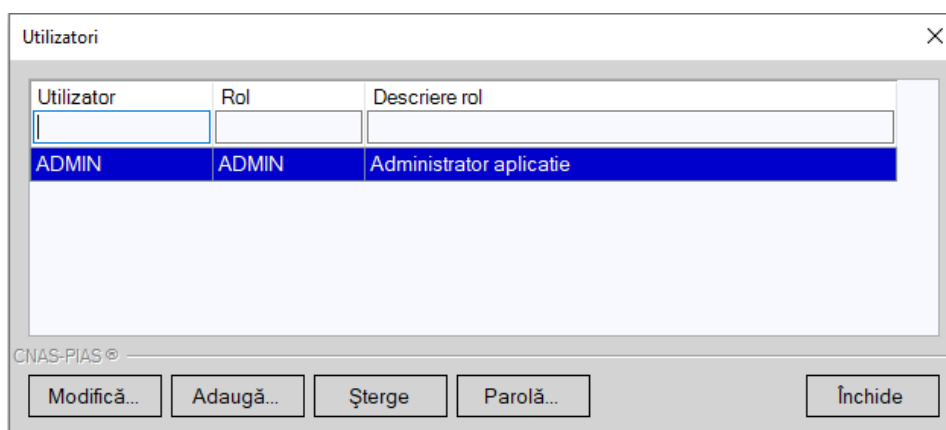 Utilizatori
Utilizator Rol Descriere rol
ADMIN ADMIN Administrator aplicatie
CNAS-PIAS ®
Modifică... Adaugă... Şterge Parolă... Închide